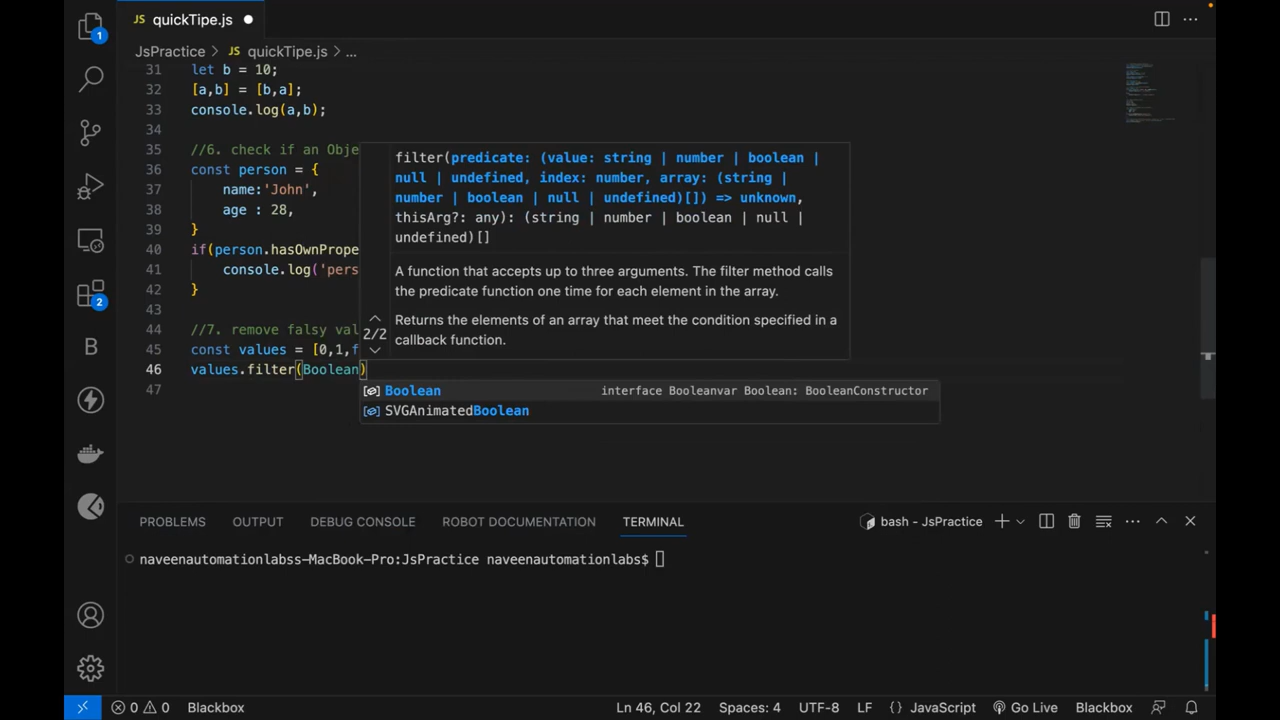 JS quickTipe.js
JsPractice > JS quickTipe.js > ...
1
2
B
31 let b = 10;
32 [a,b] = [b,a];
33 console.log(a,b);
34
35 //6. check if an Obje
36 const person = {
37 name:'John',
38 age : 28,
39 }
40 if(person.hasOwnPrope
41 console.log('pers
42 }
43
44 //7. remove falsy val
45 const values = [0,1,f
46 values.filter(Boolean)
47
filter(predicate: (value: string | number | boolean |
null | undefined, index: number, array: (string |
number | boolean | null | undefined)[]) => unknown,
thisArg?: any): (string | number | boolean | null |
undefined)[]
A function that accepts up to three arguments. The filter method calls
the predicate function one time for each element in the array.
2/2
Returns the elements of an array that meet the condition specified in a
callback function.
Boolean interface Booleanvar Boolean: BooleanConstructor
SVGAnimatedBoolean
PROBLEMS OUTPUT DEBUG CONSOLE ROBOT DOCUMENTATION TERMINAL bash - JsPractice
naveenautomationlabss-MacBook-Pro:JsPractice naveenautomationlabs$
0 0 Blackbox Ln 46, Col 22 Spaces: 4 UTF-8 LF {} JavaScript Go Live Blackbox